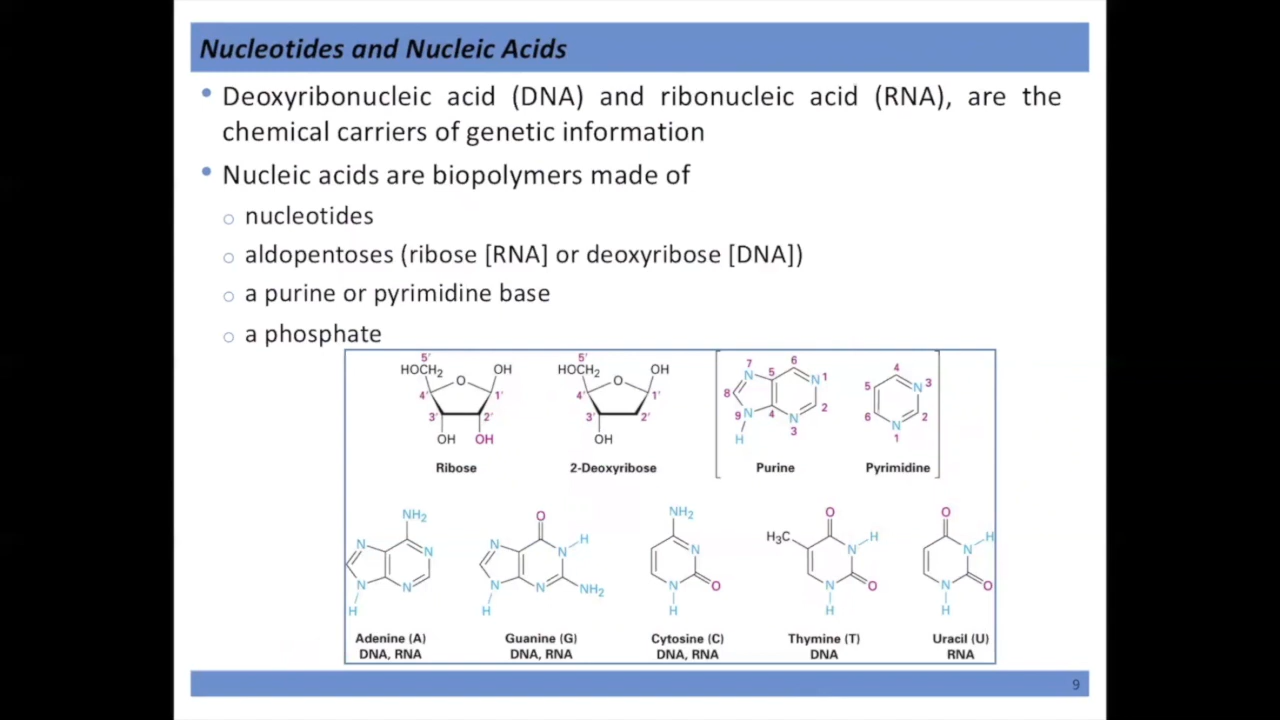 Nucleotides and Nucleic Acids
• Deoxyribonucleic acid (DNA) and ribonucleic acid (RNA), are the
chemical carriers of genetic information
• Nucleic acids are biopolymers made of
o nucleotides
o aldopentoses (ribose [RNA] or deoxyribose [DNA])
o a purine or pyrimidine base
o a phosphate
5′ HOCH2 O OH 4′ 1′ 3′ 2′ OH OH
5′ HOCH2 O OH 4′ 1′ 3′ 2′ OH
7 5 6 N N 1 8 9 N 4 N 2 3 H
4 5 N 3 6 N 2 1
Ribose
2-Deoxyribose
Purine
Pyrimidine
NH2 N N N N H
O N N H N N NH2 H
NH2 N N O H
O H3C N H N O H
O N H N O H
Adenine (A)
DNA, RNA
Guanine (G)
DNA, RNA
Cytosine (C)
DNA, RNA
Thymine (T)
DNA
Uracil (U)
RNA
9